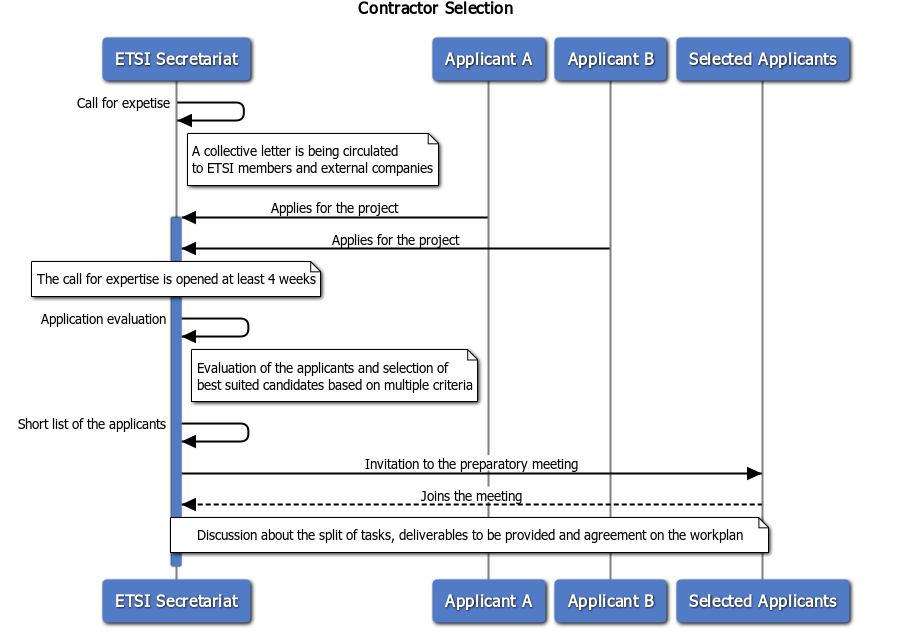 Contractor Selection
ETSI Secretariat
Applicant A
Applicant B
Selected Applicants
Call for expetise
A collective letter is being circulated
to ETSI members and external companies
Applies for the project
Applies for the project
The call for expertise is opened at least 4 weeks
Application evaluation
Evaluation of the applicants and selection of
best suited candidates based on multiple criteria
Short list of the applicants
Invitation to the preparatory meeting
Joins the meeting
Discussion about the split of tasks, deliverables to be provided and agreement on the workplan
ETSI Secretariat
Applicant A
Applicant B
Selected Applicants